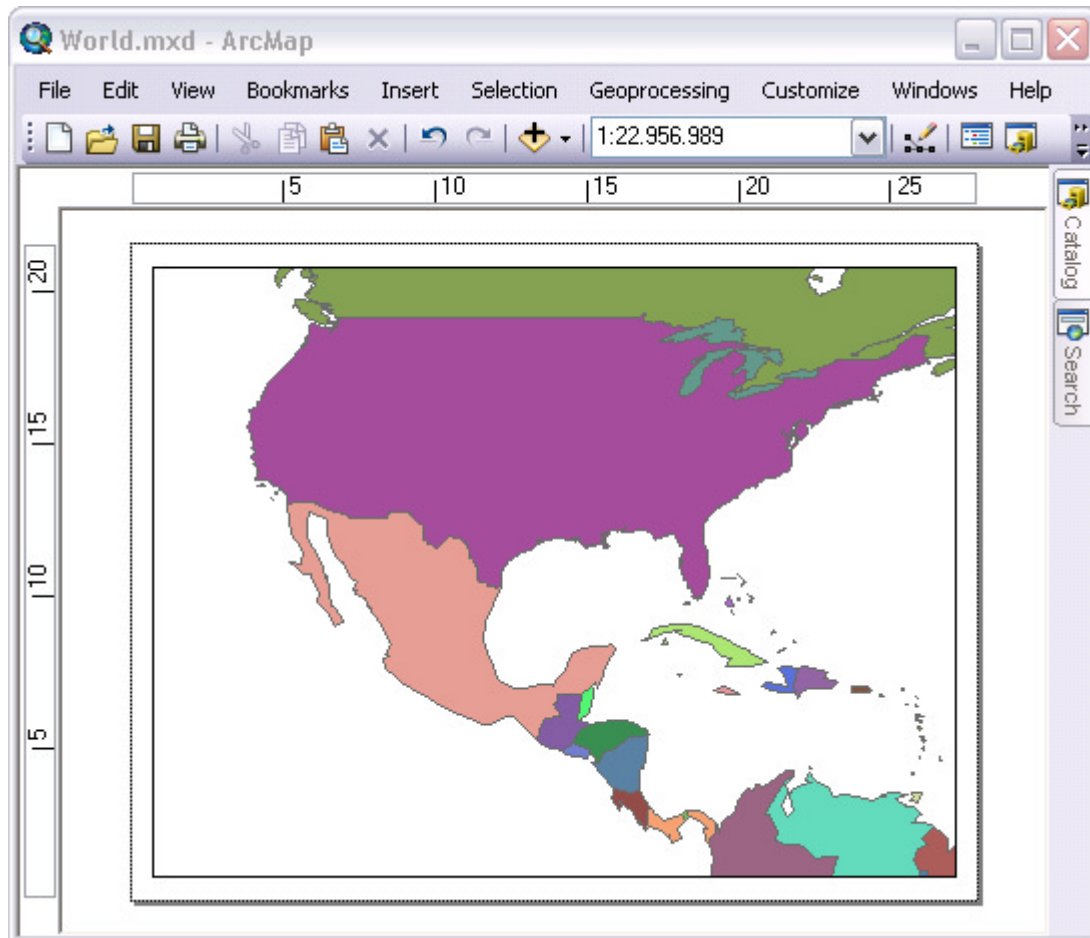 World.mxd - ArcMap
File Edit View Bookmarks Insert Selection Geoprocessing Customize Windows Help
1:22.956.989
5 10 15 20 25
20
15
10
5
Catalog
Search